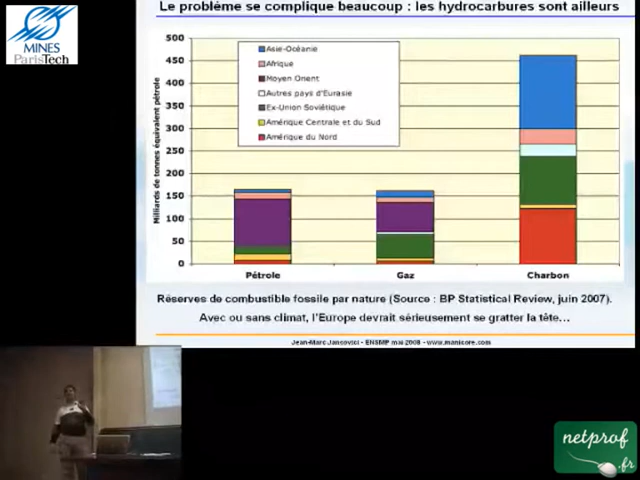 Le problème se complique beaucoup : les hydrocarbures sont ailleurs
MINES
ParisTech
500
450
400
350
300
250
200
150
100
50
0
Milliards de tonnes équivalent pétrole
Asie-Océanie
Afrique
Moyen Orient
Autres pays d'Eurasie
Ex-Union Soviétique
Amérique Centrale et du Sud
Amérique du Nord
Pétrole Gaz Charbon
Réserves de combustible fossile par nature (Source : BP Statistical Review, juin 2007).
Avec ou sans climat, l'Europe devrait sérieusement se gratter la tête...
Jean-Marc Jancovici - ENSMP mai 2008 - www.manicore.com
netprof
.fr